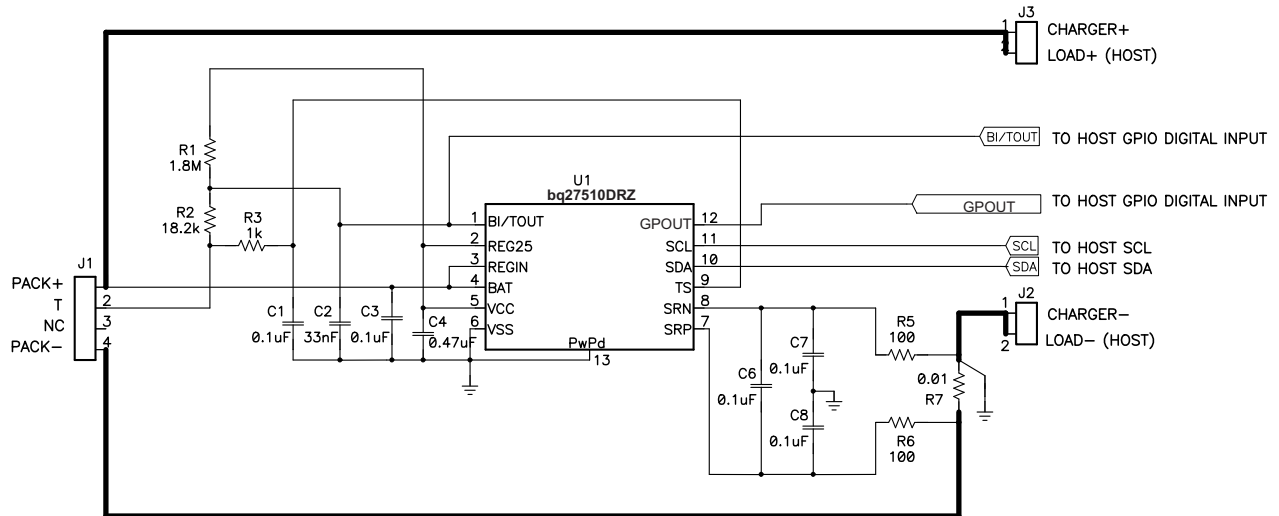 J3
1
CHARGER+
2
LOAD+ (HOST)
BI/TOUT TO HOST GPIO DIGITAL INPUT
R1
1.8M
U1
bq27510DRZ
GPOUT TO HOST GPIO DIGITAL INPUT
R2
18.2k
R3
1k
1 BI/TOUT GPOUT 12
2 REG25 SCL 11 SCL TO HOST SCL
3 REGIN SDA 10 SDA TO HOST SDA
4 BAT TS 9
5 VCC SRN 8
6 VSS SRP 7
PwPd
13
J1
PACK+
T 2
NC 3
PACK- 4
C1
0.1uF
C2
33nF
C3
0.1uF
C4
0.47uF
J2
1
CHARGER-
2
LOAD- (HOST)
R5
100
C7
0.1uF
C6
0.1uF
0.01
R7
C8
0.1uF
R6
100